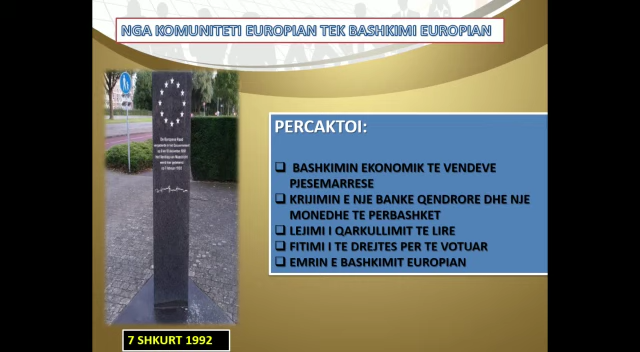 NGA KOMUNITETI EUROPIAN TEK BASHKIMI EUROPIAN
PERCAKTOI:
BASHKIMIN EKONOMIK TE VENDEVE
PJESEMARRESE
KRIJIMIN E NJE BANKE QENDRORE DHE NJE
MONEDHE TE PERBASHKET
LEJIMI I QARKULLIMIT TE LIRE
FITIMI I TE DREJTES PER TE VOTUAR
EMRIN E BASHKIMIT EUROPIAN
7 SHKURT 1992